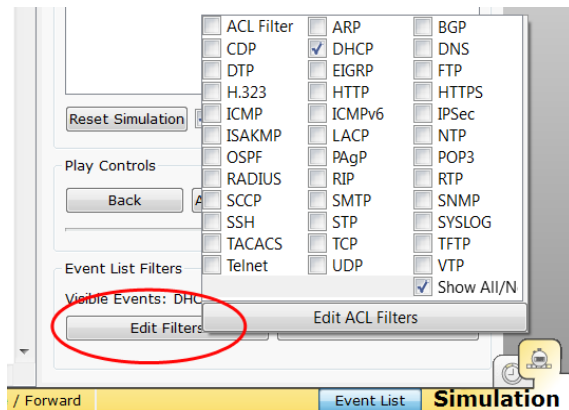 ACL Filter ARP BGP
CDP DHCP DNS
DTP EIGRP FTP
H.323 HTTP HTTPS
ICMP ICMPv6 IPSec
ISAKMP LACP NTP
OSPF PAgP POP3
RADIUS RIP RTP
SCCP SMTP SNMP
SSH STP SYSLOG
TACACS TCP TFTP
Telnet UDP VTP
Show All/N
Edit ACL Filters
Reset Simulation
Play Controls
Back A
Event List Filters
Visible Events: DHC
Edit Filters
/ Forward Event List Simulation